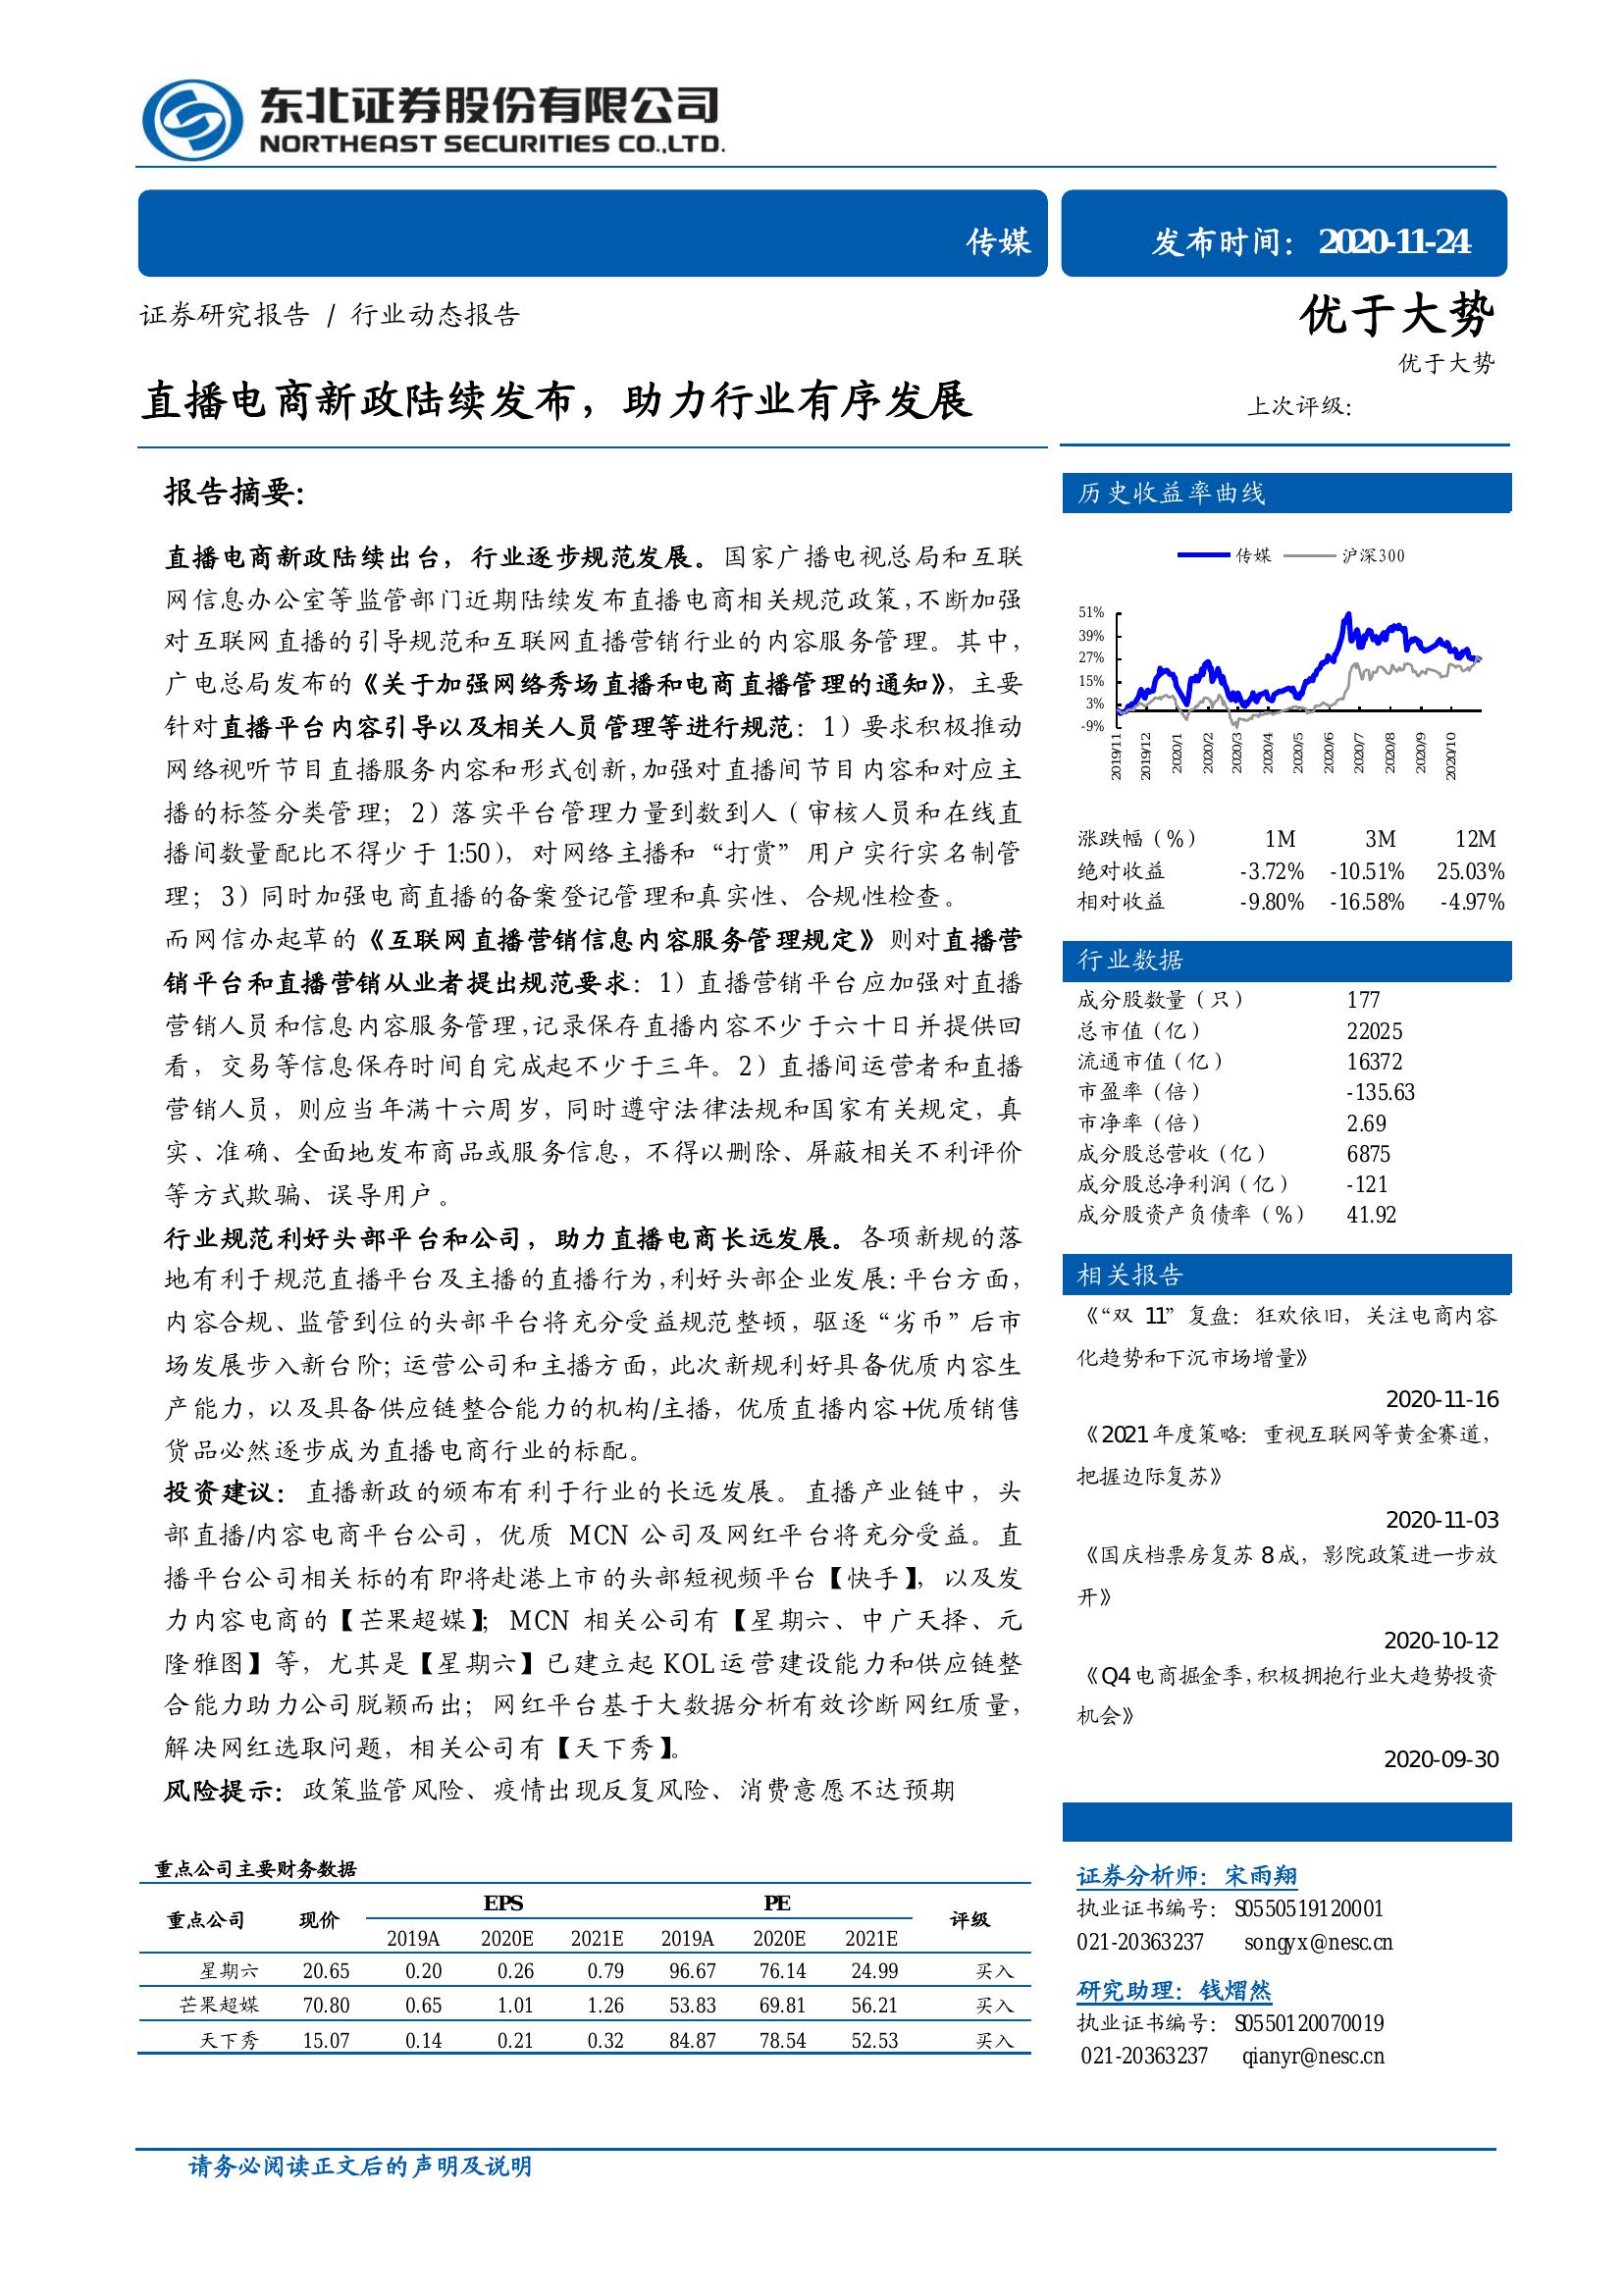 东北证券股份有限公司
NORTHEAST SECURITIES CO.,LTD.
传媒
发布时间：2020-11-24
证券研究报告 / 行业动态报告
优于大势
优于大势
直播电商新政陆续发布，助力行业有序发展
上次评级：
报告摘要：
直播电商新政陆续出台，行业逐步规范发展。国家广播电视总局和互联
网信息办公室等监管部门近期陆续发布直播电商相关规范政策，不断加强
对互联网直播的引导规范和互联网直播营销行业的内容服务管理。其中，
广电总局发布的《关于加强网络秀场直播和电商直播管理的通知》，主要
针对直播平台内容引导以及相关人员管理等进行规范：1）要求积极推动
网络视听节目直播服务内容和形式创新，加强对直播间节目内容和对应主
播的标签分类管理；2）落实平台管理力量到数到人（审核人员和在线直
播间数量配比不得少于 1:50），对网络主播和“打赏”用户实行实名制管
理；3）同时加强电商直播的备案登记管理和真实性、合规性检查。
而网信办起草的《互联网直播营销信息内容服务管理规定》则对直播营
销平台和直播营销从业者提出规范要求：1）直播营销平台应加强对直播
营销人员和信息内容服务管理，记录保存直播内容不少于六十日并提供回
看，交易等信息保存时间自完成起不少于三年。2）直播间运营者和直播
营销人员，则应当年满十六周岁，同时遵守法律法规和国家有关规定，真
实、准确、全面地发布商品或服务信息，不得以删除、屏蔽相关不利评价
等方式欺骗、误导用户。
行业规范利好头部平台和公司，助力直播电商长远发展。各项新规的落
地有利于规范直播平台及主播的直播行为，利好头部企业发展：平台方面，
内容合规、监管到位的头部平台将充分受益规范整顿，驱逐“劣币”后市
场发展步入新台阶；运营公司和主播方面，此次新规利好具备优质内容生
产能力，以及具备供应链整合能力的机构/主播，优质直播内容+优质销售
货品必然逐步成为直播电商行业的标配。
投资建议：直播新政的颁布有利于行业的长远发展。直播产业链中，头
部直播/内容电商平台公司，优质 MCN 公司及网红平台将充分受益。直
播平台公司相关标的有即将赴港上市的头部短视频平台【快手】，以及发
力内容电商的【芒果超媒】；MCN 相关公司有【星期六、中广天择、元
隆雅图】等，尤其是【星期六】已建立起 KOL 运营建设能力和供应链整
合能力助力公司脱颖而出；网红平台基于大数据分析有效诊断网红质量，
解决网红选取问题，相关公司有【天下秀】。
风险提示：政策监管风险、疫情出现反复风险、消费意愿不达预期
重点公司主要财务数据
重点公司 现价 EPS PE 评级
2019A 2020E 2021E 2019A 2020E 2021E
星期六 20.65 0.20 0.26 0.79 96.67 76.14 24.99 买入
芒果超媒 70.80 0.65 1.01 1.26 53.83 69.81 56.21 买入
天下秀 15.07 0.14 0.21 0.32 84.87 78.54 52.53 买入
历史收益率曲线
传媒 沪深300
51%
39%
27%
15%
3%
-9%
2019/11 2019/12 2020/1 2020/2 2020/3 2020/4 2020/5 2020/6 2020/7 2020/8 2020/9 2020/10
涨跌幅（%） 1M 3M 12M
绝对收益 -3.72% -10.51% 25.03%
相对收益 -9.80% -16.58% -4.97%
行业数据
成分股数量（只） 177
总市值（亿） 22025
流通市值（亿） 16372
市盈率（倍） -135.63
市净率（倍） 2.69
成分股总营收（亿） 6875
成分股总净利润（亿） -121
成分股资产负债率（%） 41.92
相关报告
《“双 11”复盘：狂欢依旧，关注电商内容
化趋势和下沉市场增量》
2020-11-16
《2021 年度策略：重视互联网等黄金赛道，
把握边际复苏》
2020-11-03
《国庆档票房复苏 8 成，影院政策进一步放
开》
2020-10-12
《Q4 电商掘金季，积极拥抱行业大趋势投资
机会》
2020-09-30
证券分析师：宋雨翔
执业证书编号：S0550519120001
021-20363237 songyx@nesc.cn
研究助理：钱熠然
执业证书编号：S0550120070019
021-20363237 qianyr@nesc.cn
请务必阅读正文后的声明及说明